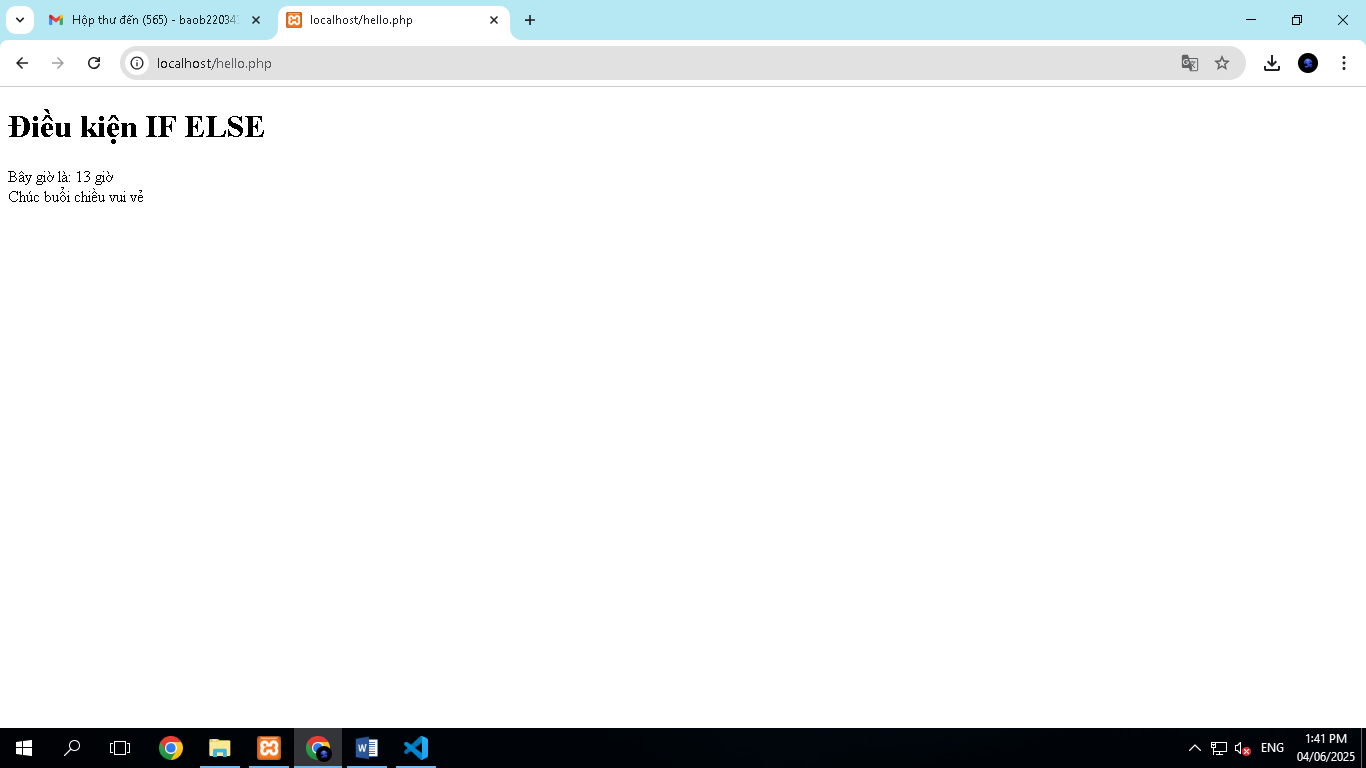 Hộp thư đến (565) - baob22034
localhost/hello.php
localhost/hello.php
Điều kiện IF ELSE
Bây giờ là: 13 giờ
Chúc buổi chiều vui vẻ
ENG
1:41 PM
04/06/2025